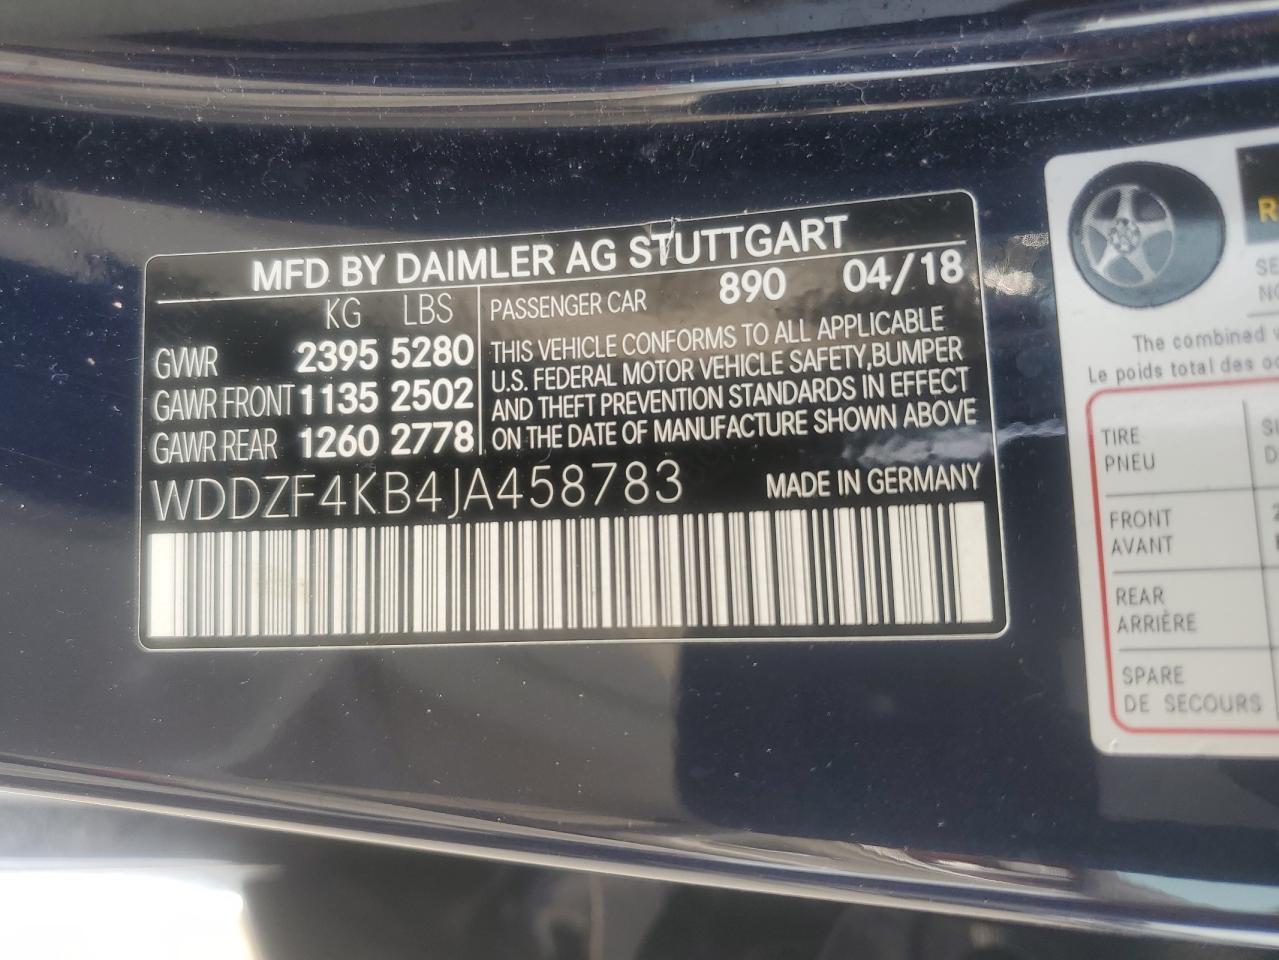 MFD BY DAIMLER AG STUTTGART
KG LBS
PASSENGER CAR 890 04/18
GVWR 2395 5280
GAWR FRONT 1135 2502
GAWR REAR 1260 2778
THIS VEHICLE CONFORMS TO ALL APPLICABLE
U.S. FEDERAL MOTOR VEHICLE SAFETY, BUMPER
AND THEFT PREVENTION STANDARDS IN EFFECT
ON THE DATE OF MANUFACTURE SHOWN ABOVE
WDDZF4KB4JA458783 MADE IN GERMANY
The combined
Le poids total des
TIRE
PNEU
FRONT
AVANT
REAR
ARRIÈRE
SPARE
DE SECOURS